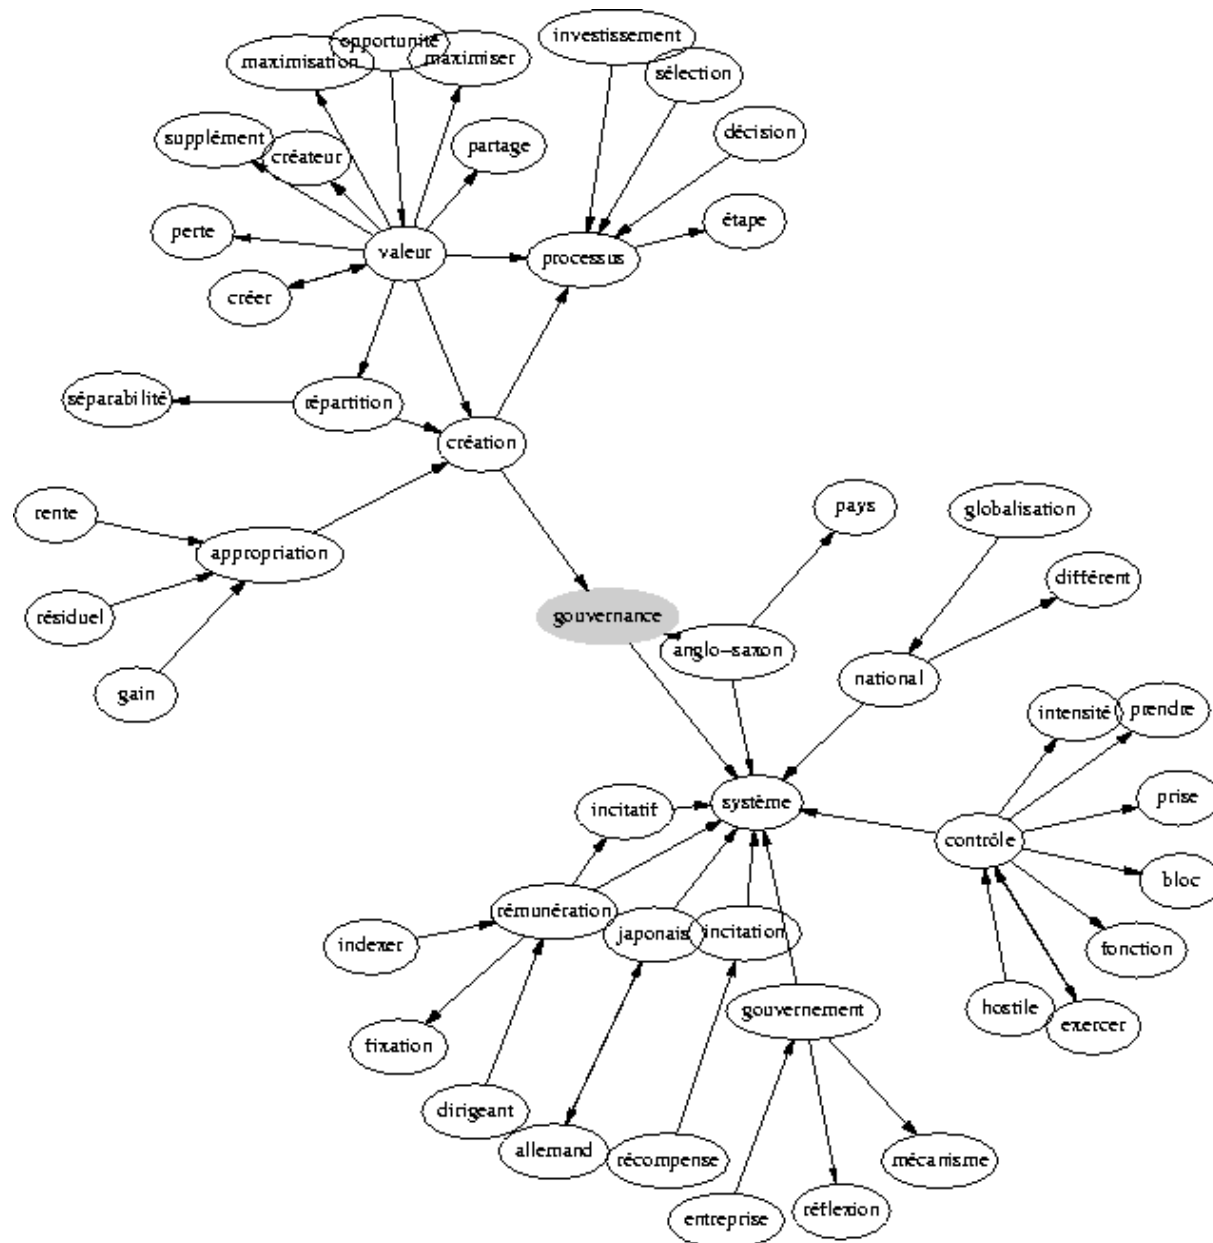 opportunité
investissement
maximisation
maximiser
sélection
décision
supplément
créateur
partage
étape
perte
valeur
processus
créer
séparabilité
répartition
création
pays
globalisation
rente
appropriation
différent
résiduel
gouvernance
anglo-saxon
national
gain
intensité
prendre
système
prise
incitatif
contrôle
bloc
rémunération
indexer
japonais
incitation
fonction
gouvernement
hostile
exercer
fixation
dirigeant
allemand
récompense
mécanisme
entreprise
réflexion